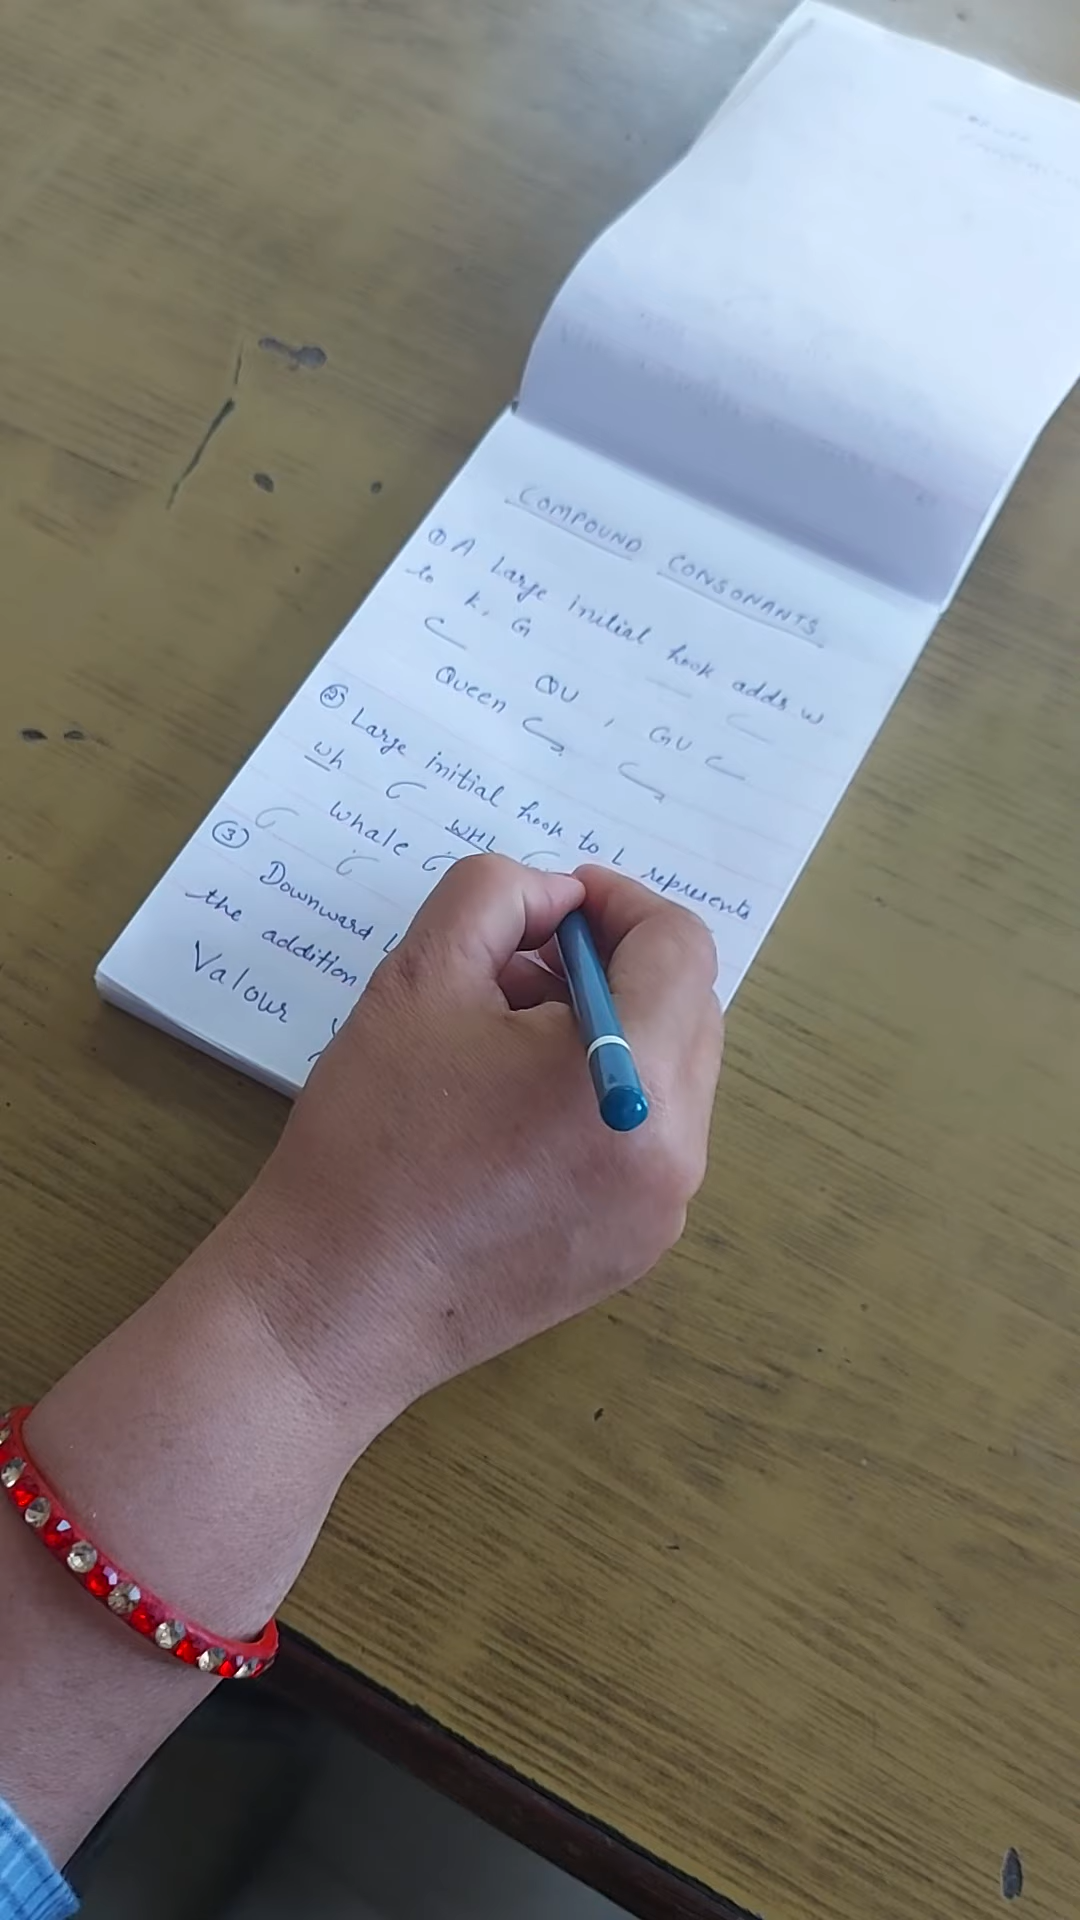 COMPOUND CONSONANTS
① A Large initial hook adds w
to K, G
QU, GU
Queen
② Large initial hook to L represents
wh WHL
whale
③ Downward L
the addition
Valour